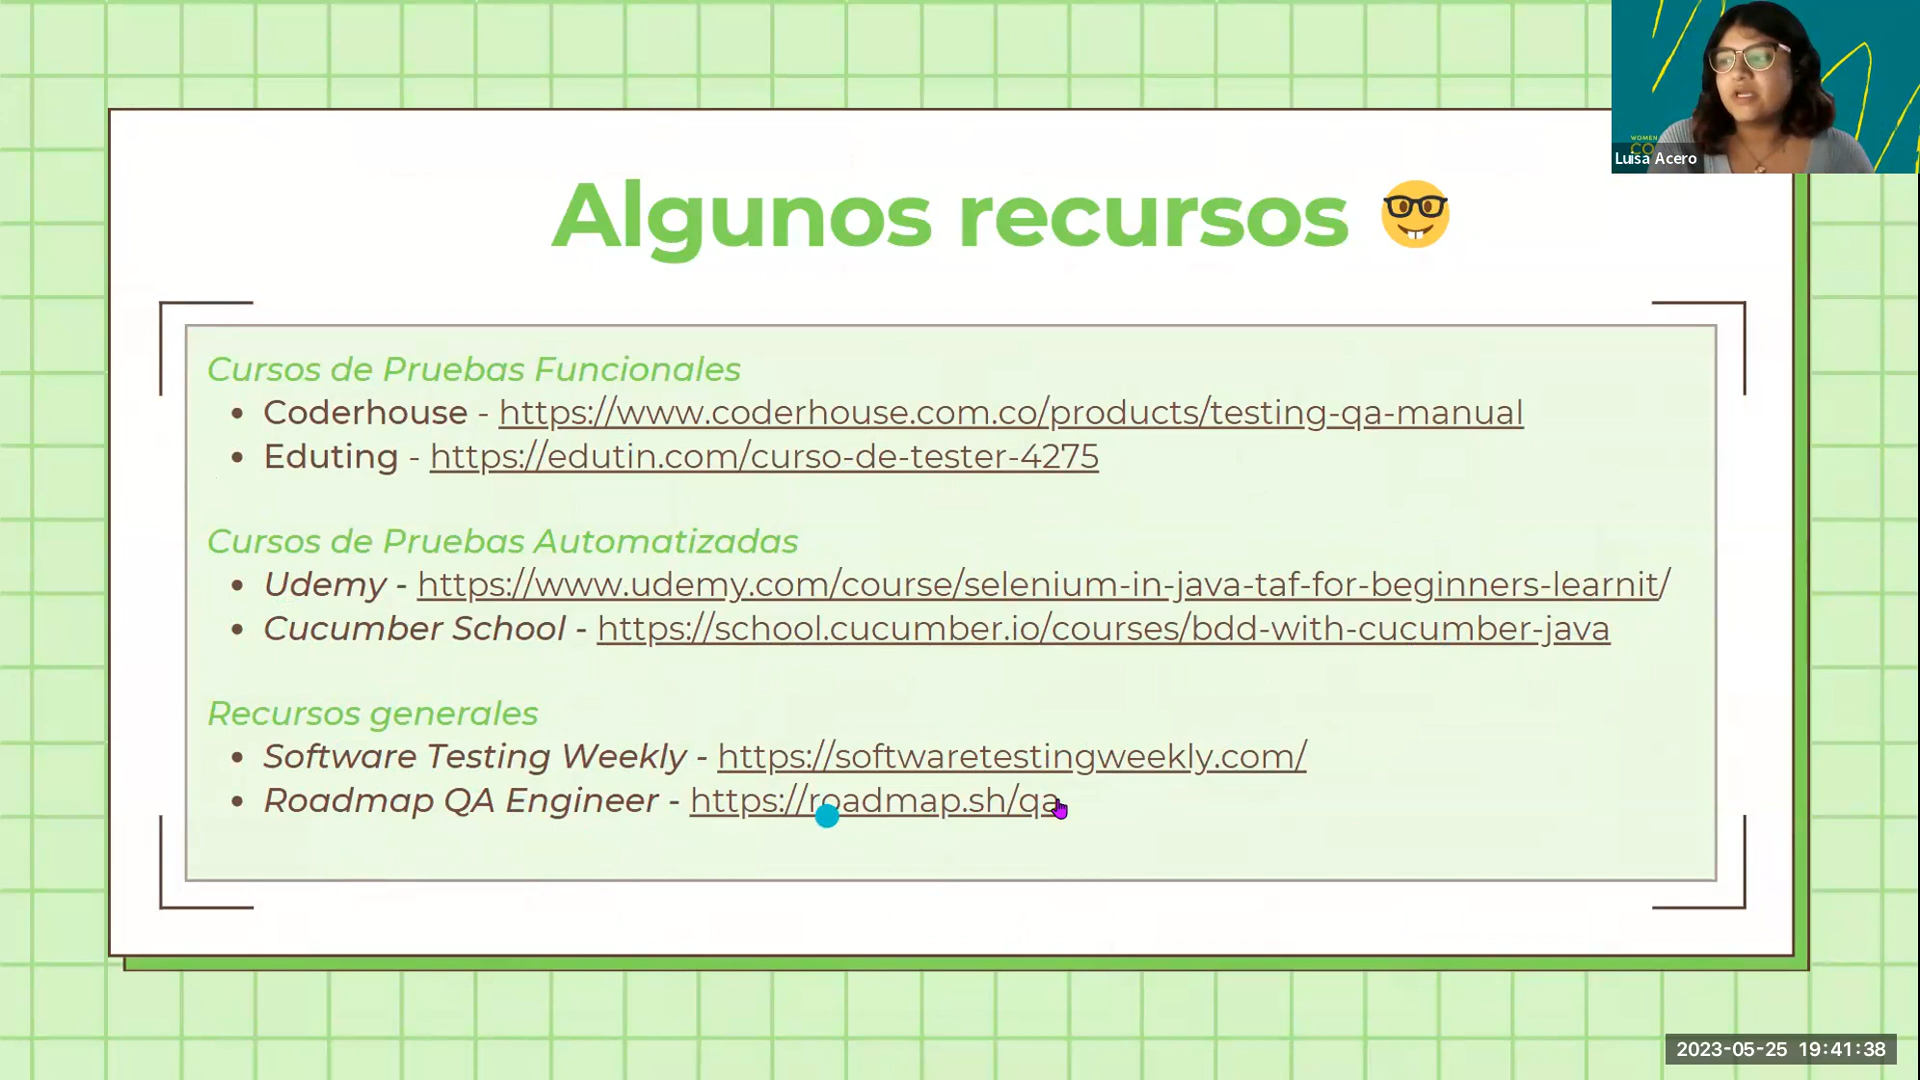 Algunos recursos 🤓
Cursos de Pruebas Funcionales
• Coderhouse - https://www.coderhouse.com.co/products/testing-qa-manual
• Eduting - https://edutin.com/curso-de-tester-4275
Cursos de Pruebas Automatizadas
• Udemy - https://www.udemy.com/course/selenium-in-java-taf-for-beginners-learnit/
• Cucumber School - https://school.cucumber.io/courses/bdd-with-cucumber-java
Recursos generales
• Software Testing Weekly - https://softwaretestingweekly.com/
• Roadmap QA Engineer - https://roadmap.sh/qa
WOMEN
Luisa Acero
2023-05-25 19:41:38